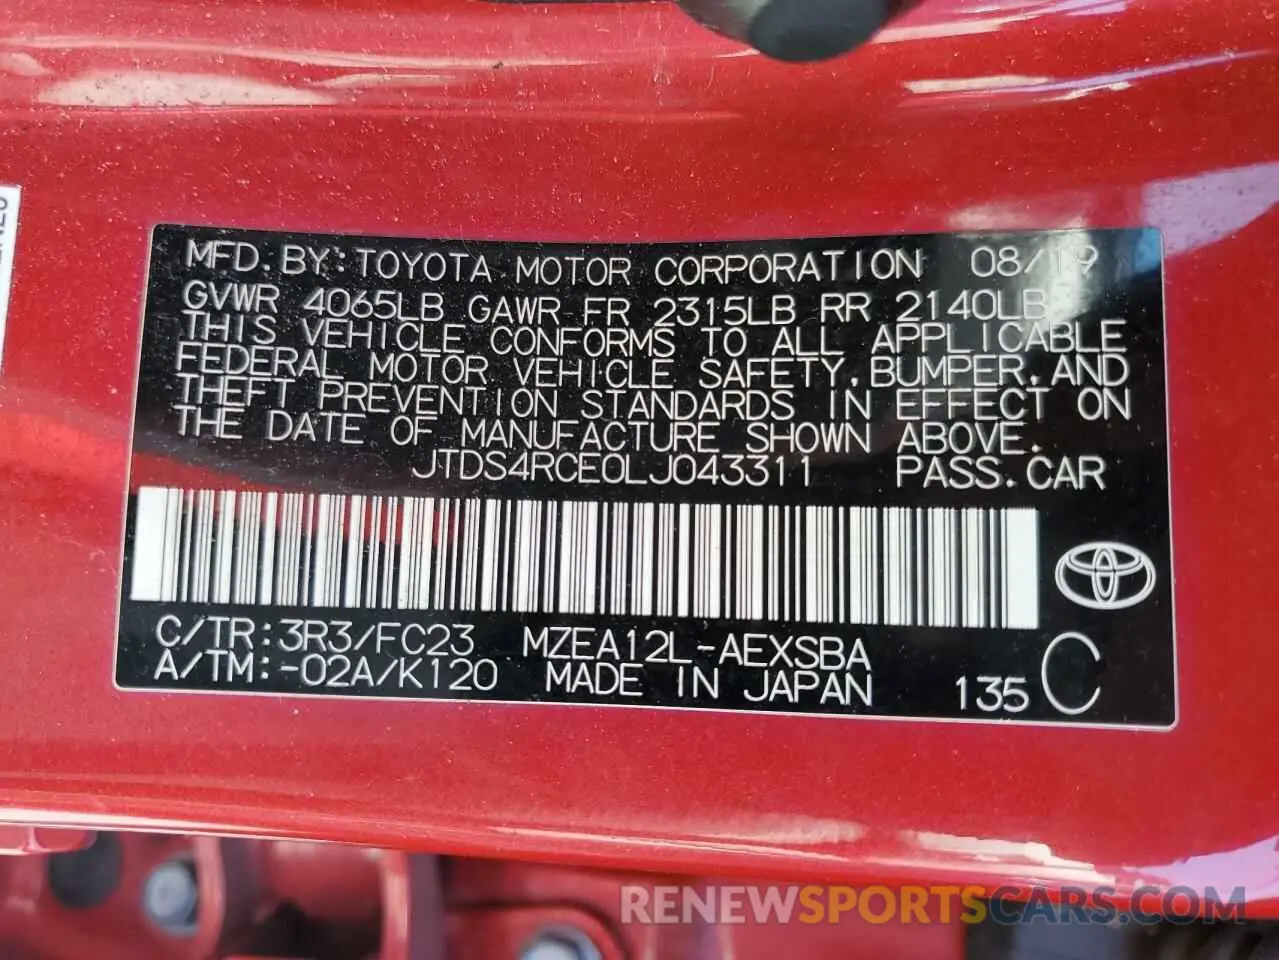 MFD.BY:TOYOTA MOTOR CORPORATION 08/19
GVWR 4065LB GAWR FR 2315LB RR 2140LB
THIS VEHICLE CONFORMS TO ALL APPLICABLE
FEDERAL MOTOR VEHICLE SAFETY,BUMPER,AND
THEFT PREVENTION STANDARDS IN EFFECT ON
THE DATE OF MANUFACTURE SHOWN ABOVE.
JTDS4RCE0LJ043311 PASS.CAR
C/TR:3R3/FC23 MZEA12L-AEXSBA
A/TM:-02A/K120 MADE IN JAPAN 135 C
RENEWSPORTSCARS.COM